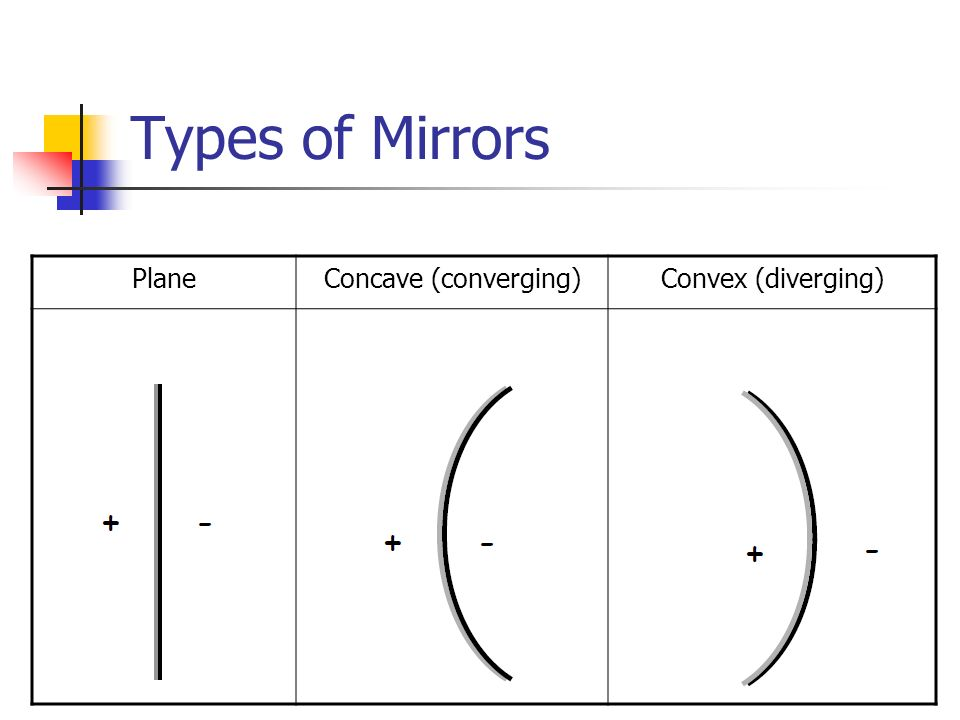 Types of Mirrors
Plane Concave (converging) Convex (diverging)
+ - + - + -